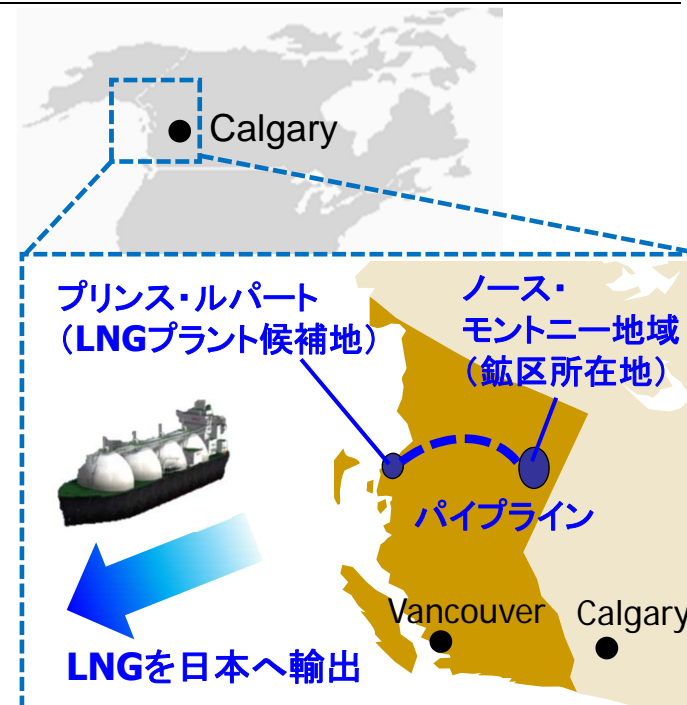 Calgary
プリンス・ルパート
（LNGプラント候補地）
ノース・
モントニー地域
（鉱区所在地）
パイプライン
Vancouver
Calgary
LNGを日本へ輸出